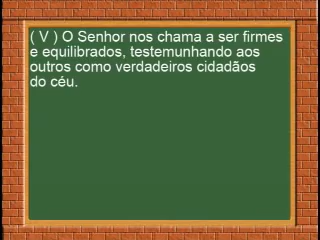 ( V ) O Senhor nos chama a ser firmes
e equilibrados, testemunhando aos
outros como verdadeiros cidadãos
do céu.